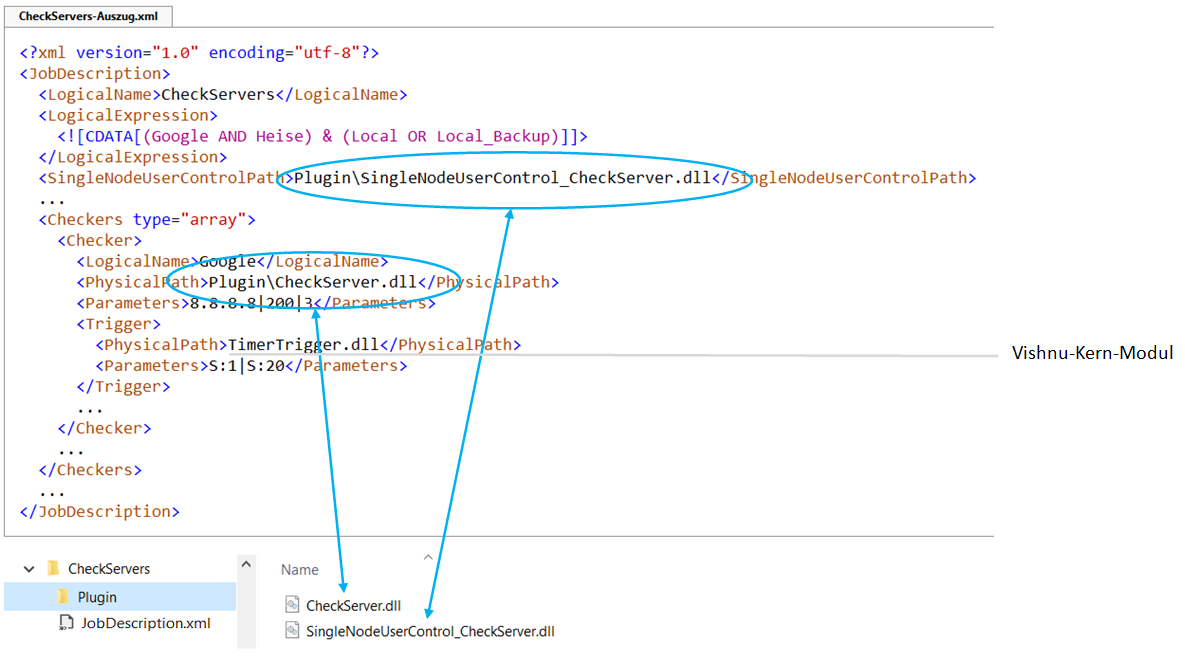 CheckServers-Auszug.xml
<?xml version="1.0" encoding="utf-8"?>
<JobDescription>
<LogicalName>CheckServers</LogicalName>
<LogicalExpression>
<![CDATA[(Google AND Heise) & (Local OR Local_Backup)]]>
</LogicalExpression>
<SingleNodeUserControlPath>Plugin\SingleNodeUserControl_CheckServer.dll</SingleNodeUserControlPath>
...
<Checkers type="array">
<Checker>
<LogicalName>Google</LogicalName>
<PhysicalPath>Plugin\CheckServer.dll</PhysicalPath>
<Parameters>8.8.8.8|200|3</Parameters>
<Trigger>
<PhysicalPath>TimerTrigger.dll</PhysicalPath>
Vishnu-Kern-Modul
<Parameters>S:1|S:20</Parameters>
</Trigger>
...
</Checker>
...
</Checkers>
...
</JobDescription>
CheckServers
Plugin
JobDescription.xml
Name
CheckServer.dll
SingleNodeUserControl_CheckServer.dll